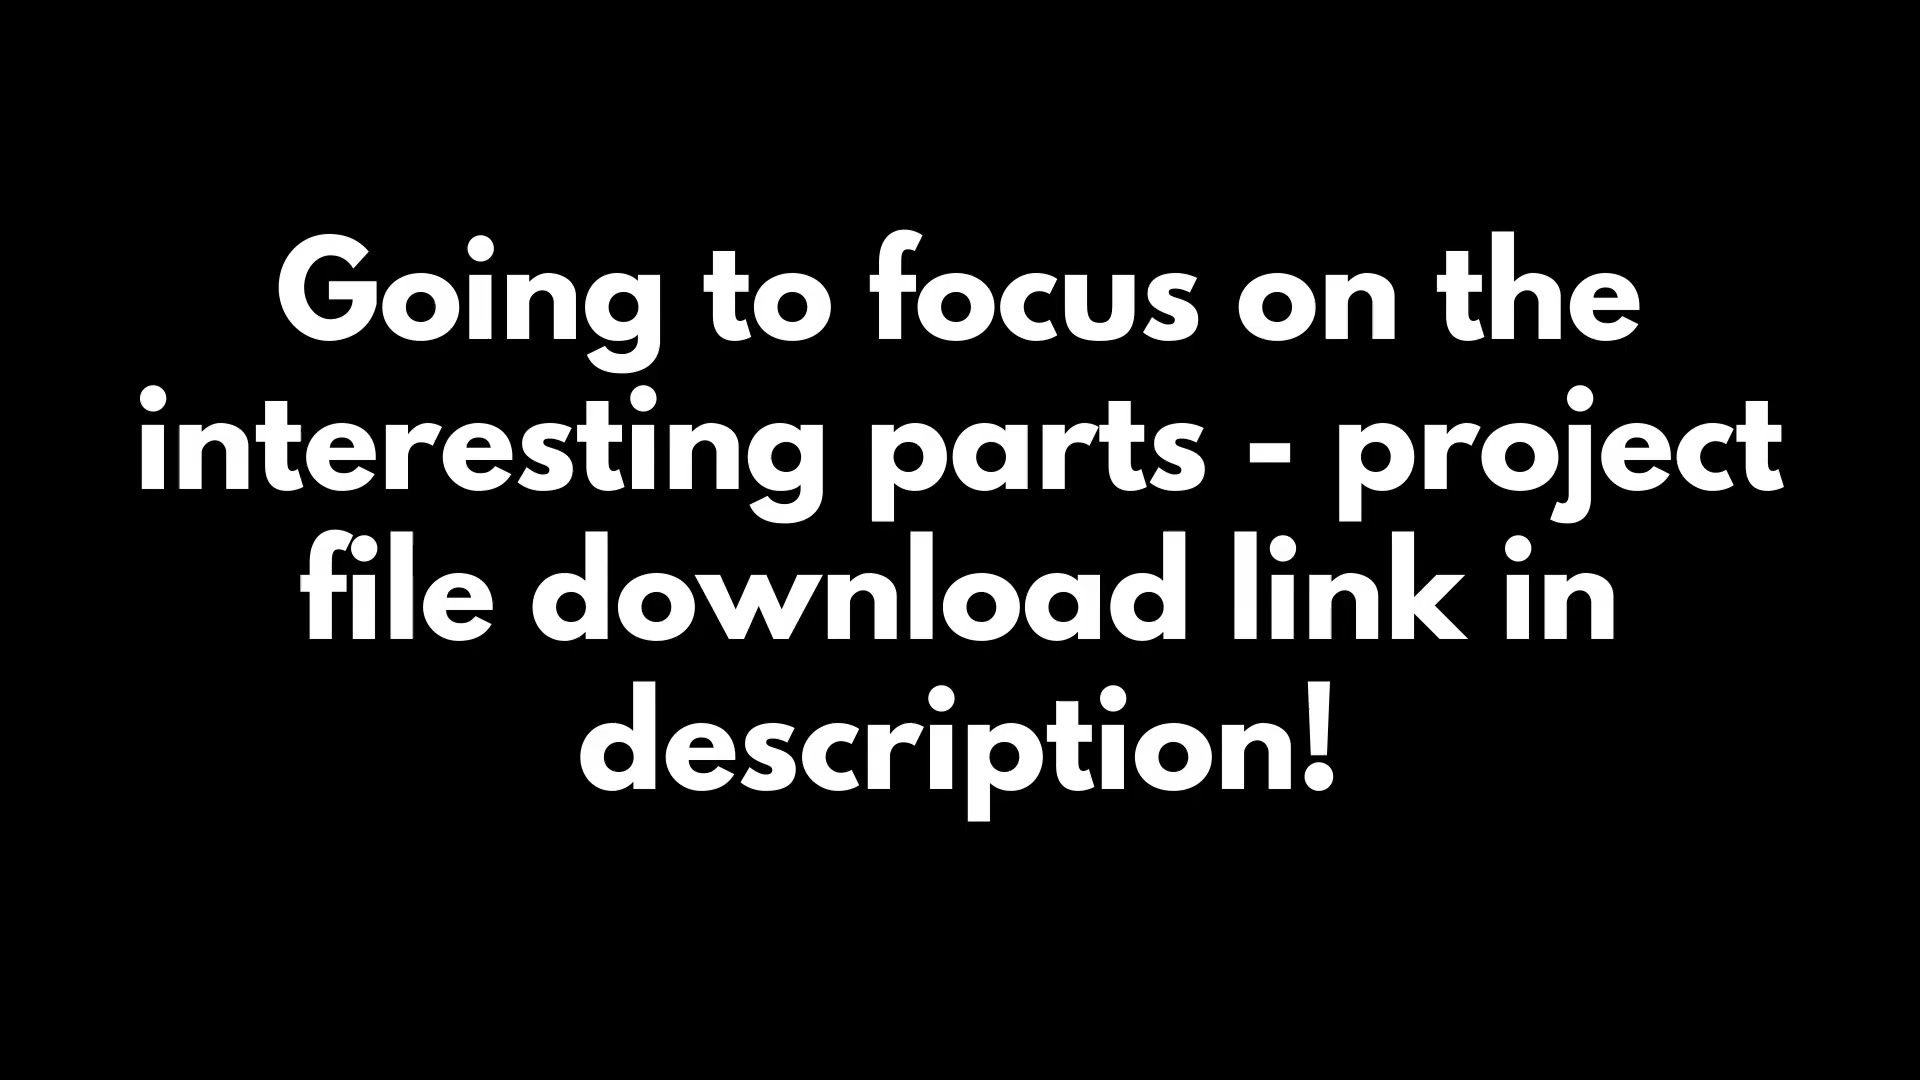 Going to focus on the
interesting parts - project
file download link in
description!